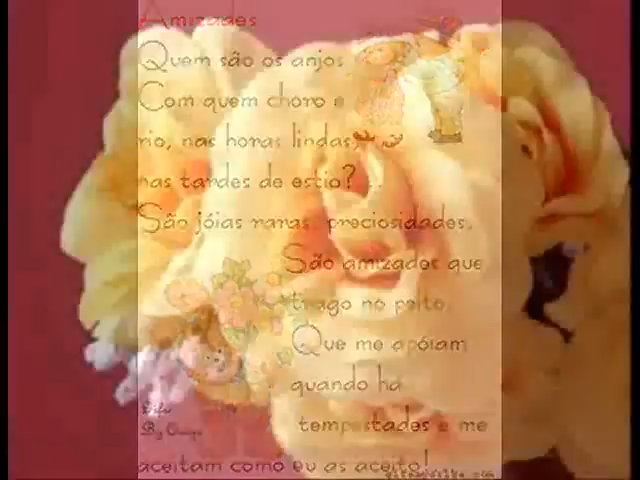 Amizades
Quem são os anjos
Com quem choro e
rio, nas horas lindas,
nas tardes de estio?...
São jóias raras, preciosidades.
São amizades que
trago no peito.
Que me apóiam
quando há
tempestades e me
aceitam como eu as aceito!